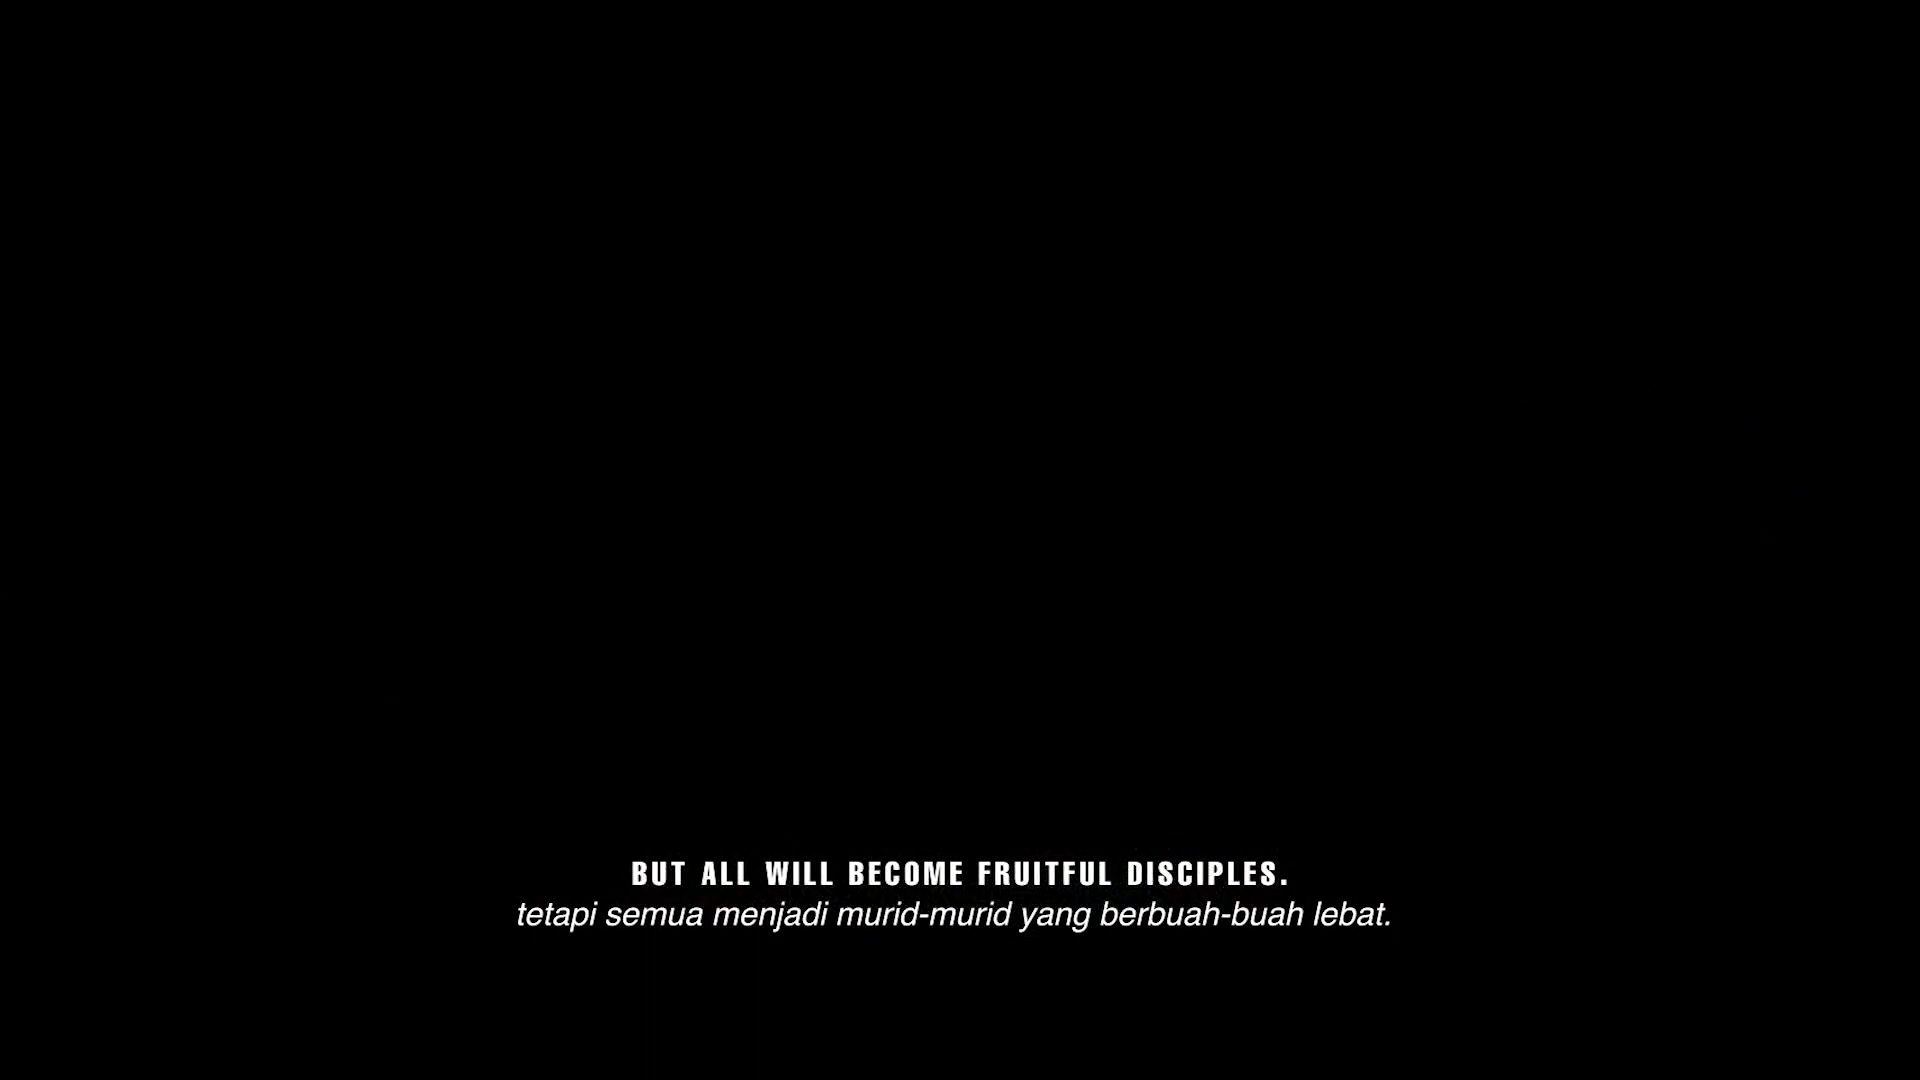 BUT ALL WILL BECOME FRUITFUL DISCIPLES.
tetapi semua menjadi murid-murid yang berbuah-buah lebat.